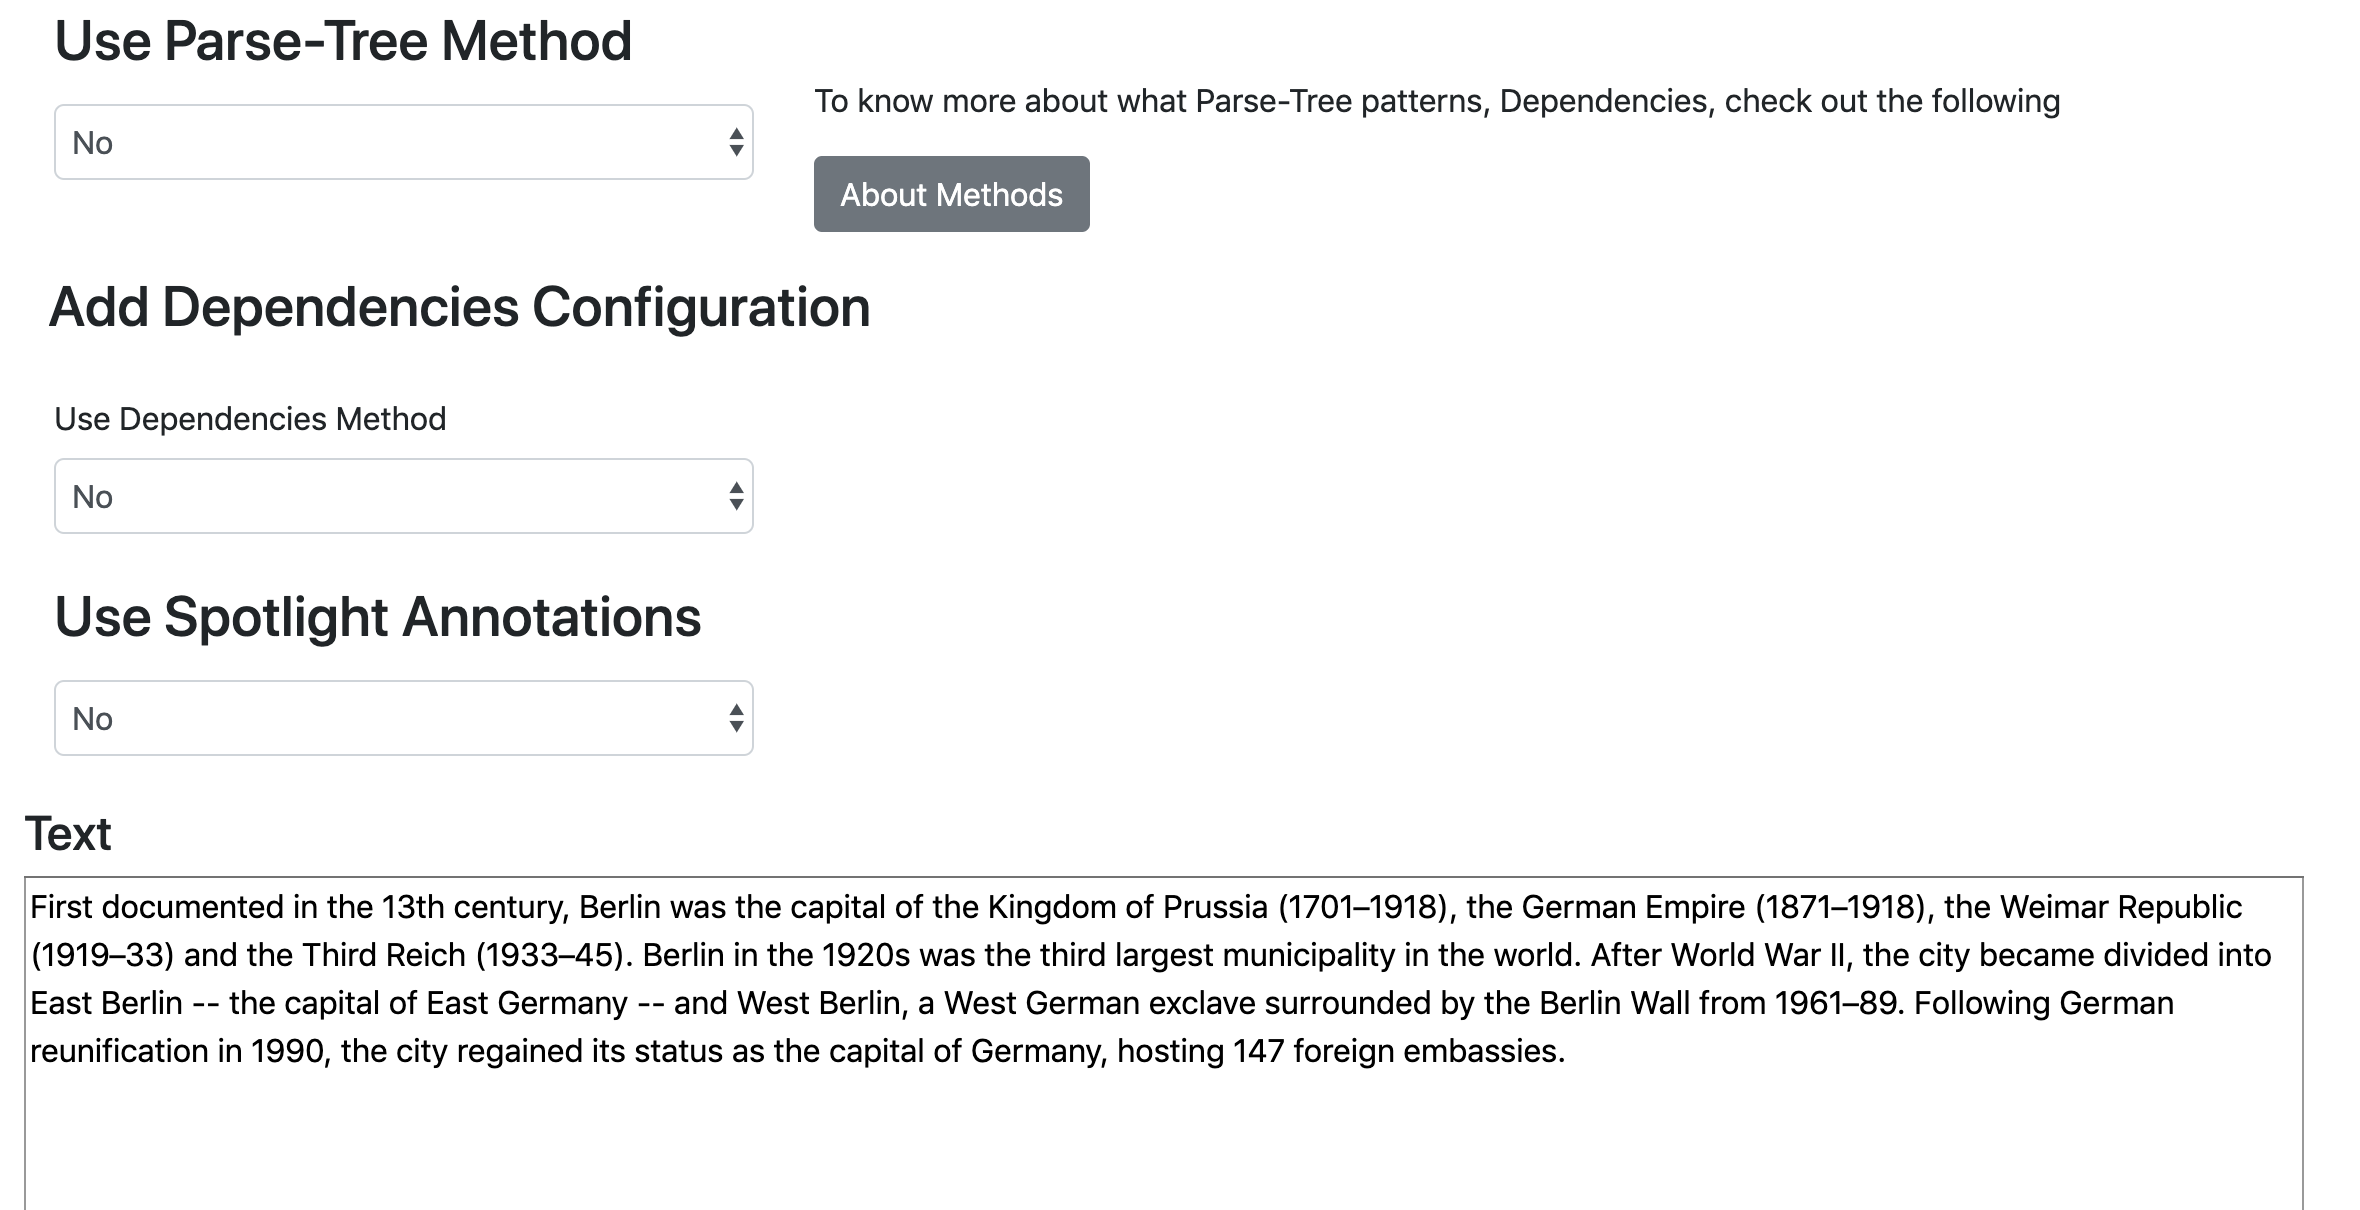 Use Parse-Tree Method
No
To know more about what Parse-Tree patterns, Dependencies, check out the following
About Methods
Add Dependencies Configuration
Use Dependencies Method
No
Use Spotlight Annotations
No
Text
First documented in the 13th century, Berlin was the capital of the Kingdom of Prussia (1701–1918), the German Empire (1871–1918), the Weimar Republic
(1919–33) and the Third Reich (1933–45). Berlin in the 1920s was the third largest municipality in the world. After World War II, the city became divided into
East Berlin -- the capital of East Germany -- and West Berlin, a West German exclave surrounded by the Berlin Wall from 1961–89. Following German
reunification in 1990, the city regained its status as the capital of Germany, hosting 147 foreign embassies.